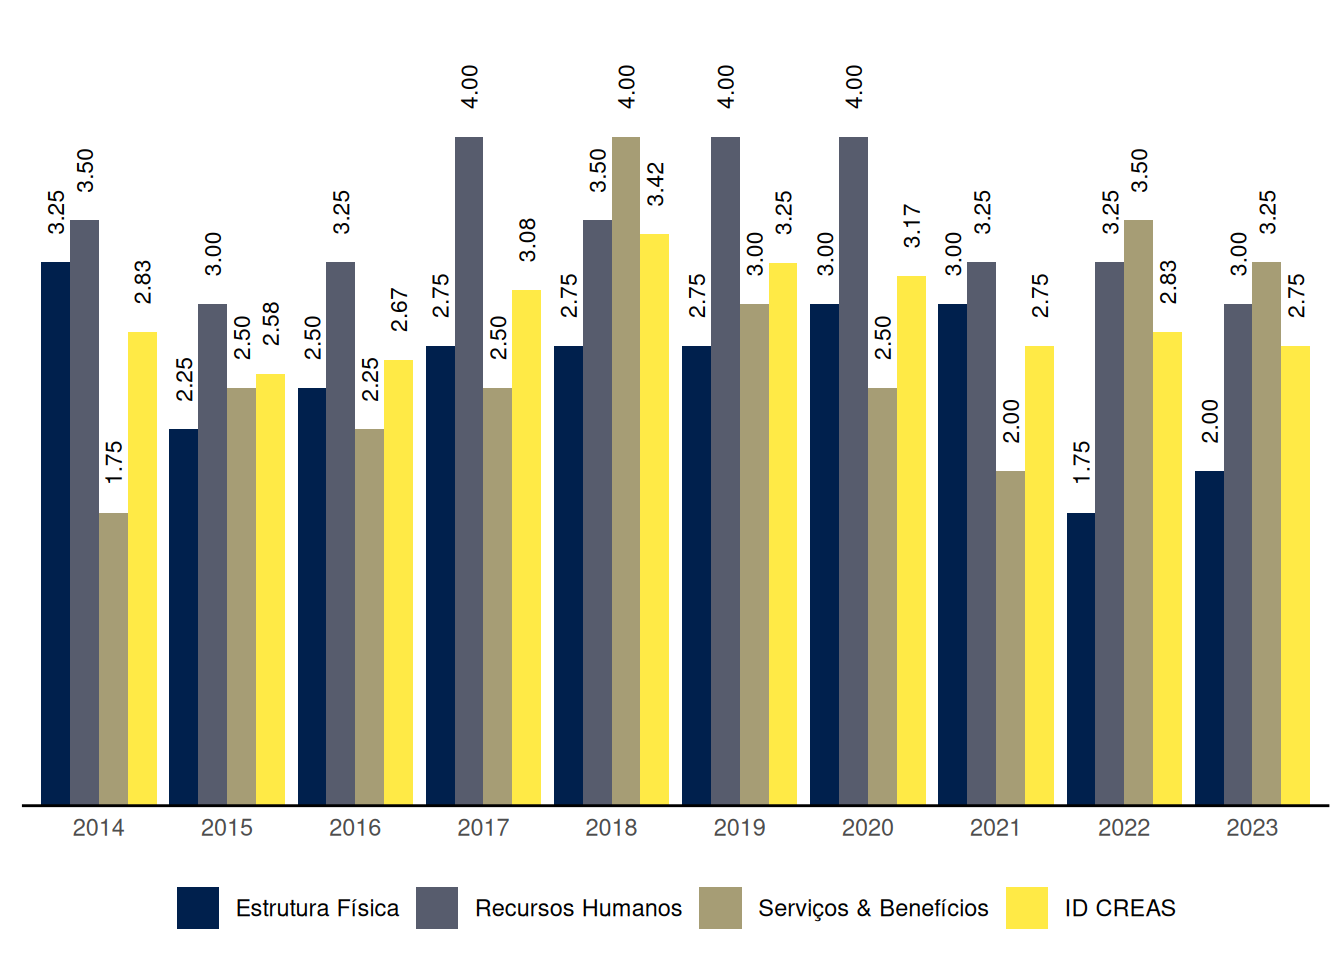 4.00 4.00 4.00 4.00
3.25 3.50 3.50 3.42 3.50
3.00 3.25 3.08 3.25 3.17 3.25 3.25 3.25
2.83 2.75 2.75 2.75 3.00 3.00 3.00 2.75 2.83 3.00 2.75
2.25 2.50 2.58 2.50 2.25 2.67 2.50 2.50
1.75 2.00 1.75 2.00
2014 2015 2016 2017 2018 2019 2020 2021 2022 2023
Estrutura Física Recursos Humanos Serviços & Benefícios ID CREAS